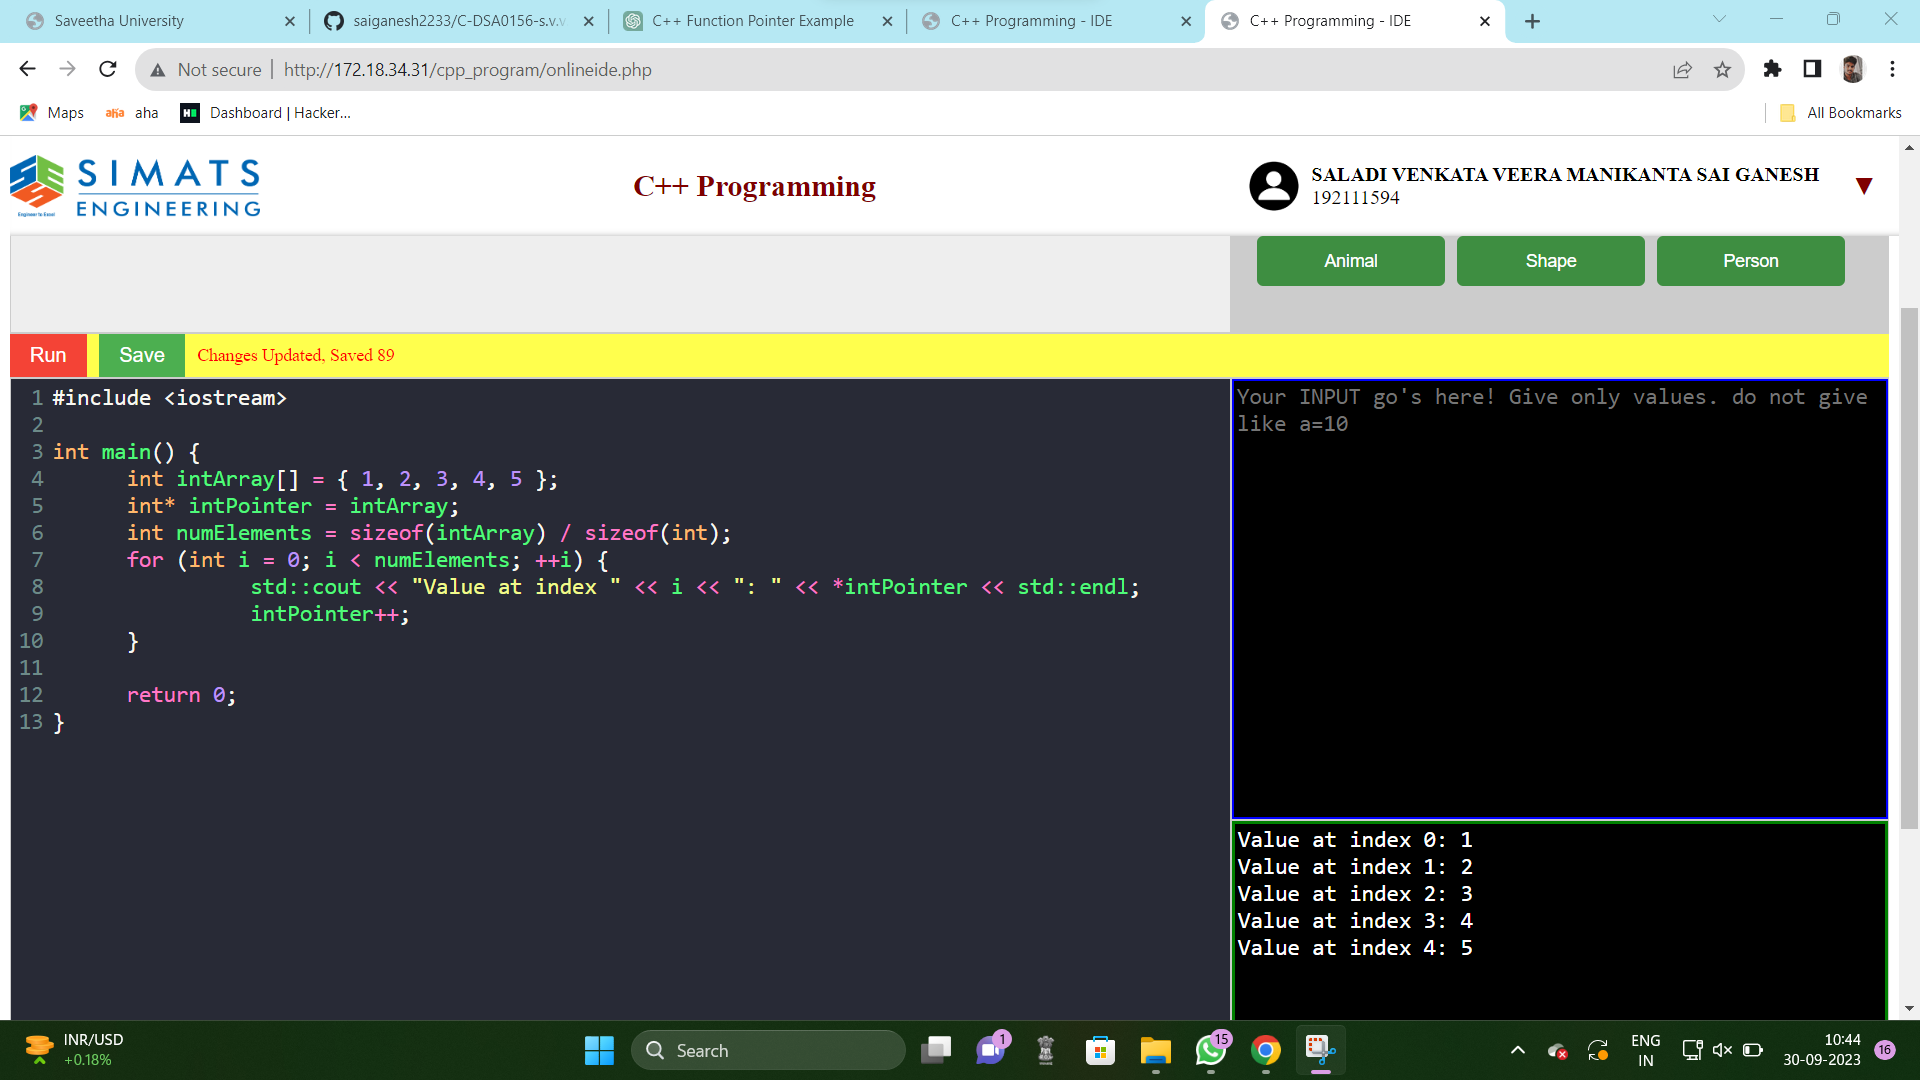 Saveetha University
saiganesh2233/C-DSA0156-s.v.v
C++ Function Pointer Example
C++ Programming - IDE
C++ Programming - IDE
Not secure
http://172.18.34.31/cpp_program/onlineide.php
Maps
aha
aha
Dashboard | Hacker...
All Bookmarks
SIMATS
ENGINEERING
Engineer to Excel
C++ Programming
SALADI VENKATA VEERA MANIKANTA SAI GANESH
192111594
Animal
Shape
Person
Run
Save
Changes Updated, Saved 89
1 #include <iostream>
2
3 int main() {
4 int intArray[] = { 1, 2, 3, 4, 5 };
5 int* intPointer = intArray;
6 int numElements = sizeof(intArray) / sizeof(int);
7 for (int i = 0; i < numElements; ++i) {
8 std::cout << "Value at index " << i << ": " << *intPointer << std::endl;
9 intPointer++;
10 }
11
12 return 0;
13 }
Your INPUT go's here! Give only values. do not give
like a=10
Value at index 0: 1
Value at index 1: 2
Value at index 2: 3
Value at index 3: 4
Value at index 4: 5
INR/USD
+0.18%
Search
1
15
ENG
IN
10:44
30-09-2023
16